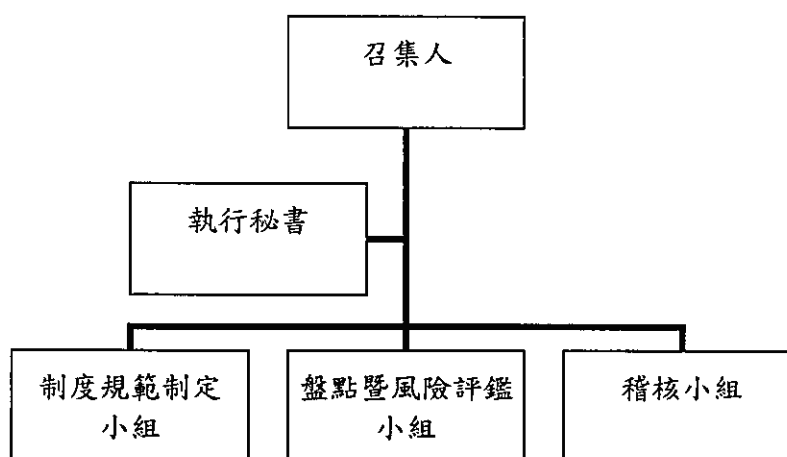 召集人
執行秘書
制度規範制定
小組
盤點暨風險評鑑
小組
稽核小組